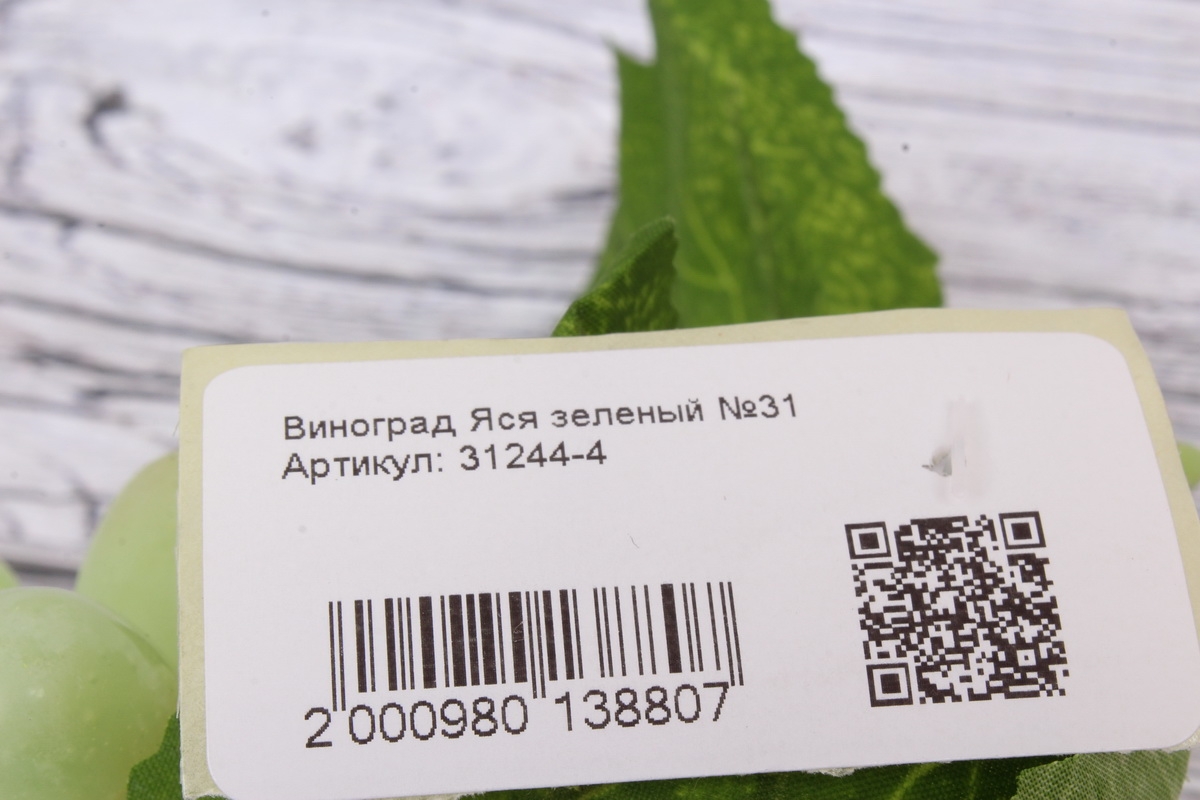 Виноград Яся зеленый №31
Артикул: 31244-4
2 000980 138807